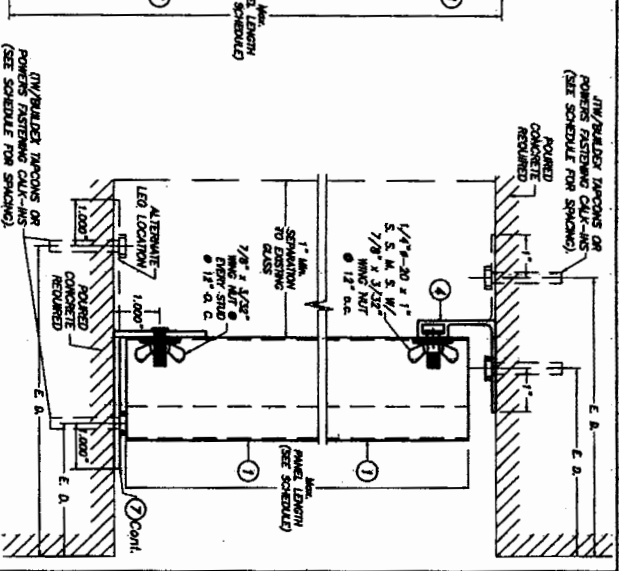 Max.
PANEL LENGTH
(SEE SCHEDULE)
ITW/BUILDEX TAPCONS OR
POWERS FASTENING CALK-INS
(SEE SCHEDULE FOR SPACING).
POURED
CONCRETE
REQUIRED
1"
E. D.
1"
E. D.
4
1/4"ø-20 x 1"
S. S. M. S. W/
7/8" x 3/32"
WING NUT
@ 12" O.C.
1" Min.
SEPARATION
TO EXISTING
GLASS
1
1
Max.
PANEL LENGTH
(SEE SCHEDULE)
7/8" x 3/32"
WING NUT @
EVERY STUD
@ 12" O. C.
ALTERNATE
LEG LOCATION
1.000"
1.000"
POURED
CONCRETE
REQUIRED
E. D.
E. D.
1.000"
7 Cont.
ITW/BUILDEX TAPCONS OR
POWERS FASTENING CALK-INS
(SEE SCHEDULE FOR SPACING).